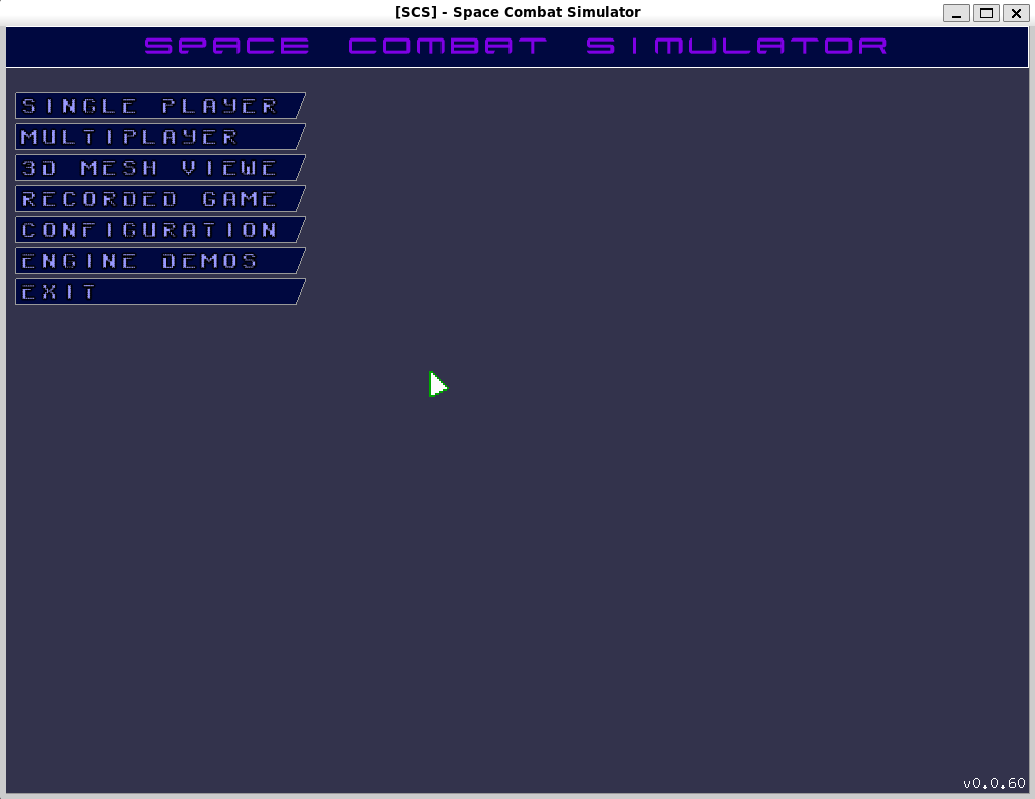 [SCS] - Space Combat Simulator
SPACE COMBAT SIMULATOR
SINGLE PLAYER
MULTIPLAYER
3D MESH VIEWE
RECORDED GAME
CONFIGURATION
ENGINE DEMOS
EXIT
v0.0.60